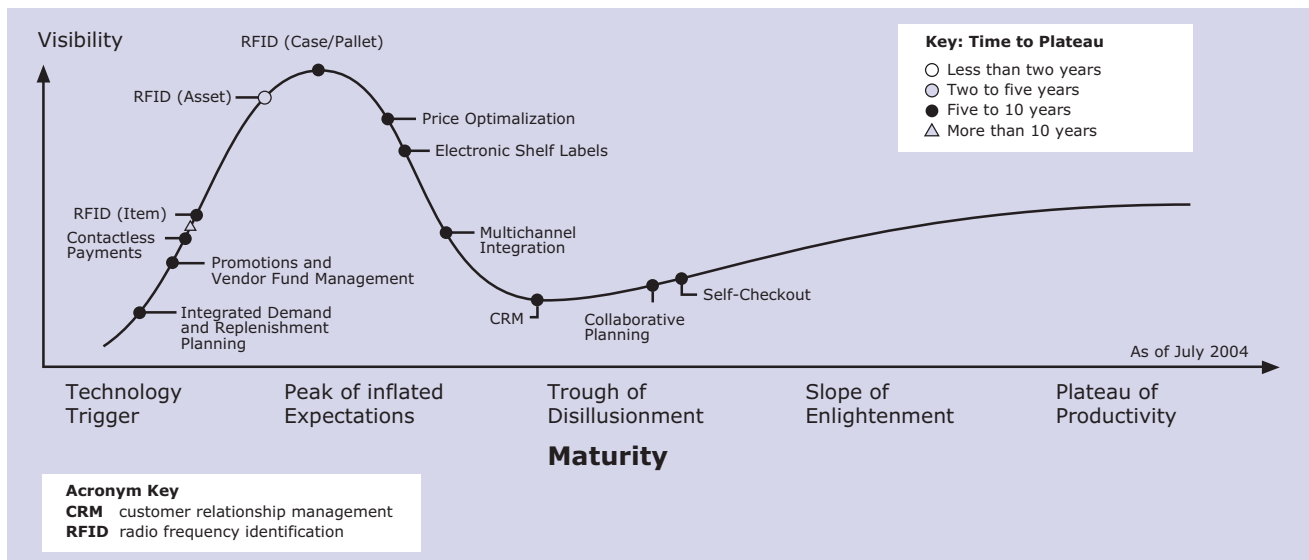 Visibility
RFID (Case/Pallet)
Key: Time to Plateau
Less than two years
Two to five years
Five to 10 years
More than 10 years
RFID (Asset)
Price Optimalization
Electronic Shelf Labels
RFID (Item)
Contactless
Payments
Multichannel
Integration
Promotions and
Vendor Fund Management
Integrated Demand
and Replenishment
Planning
CRM
Collaborative
Planning
Self-Checkout
As of July 2004
Technology
Trigger
Peak of inflated
Expectations
Trough of
Disillusionment
Slope of
Enlightenment
Plateau of
Productivity
Maturity
Acronym Key
CRM customer relationship management
RFID radio frequency identification